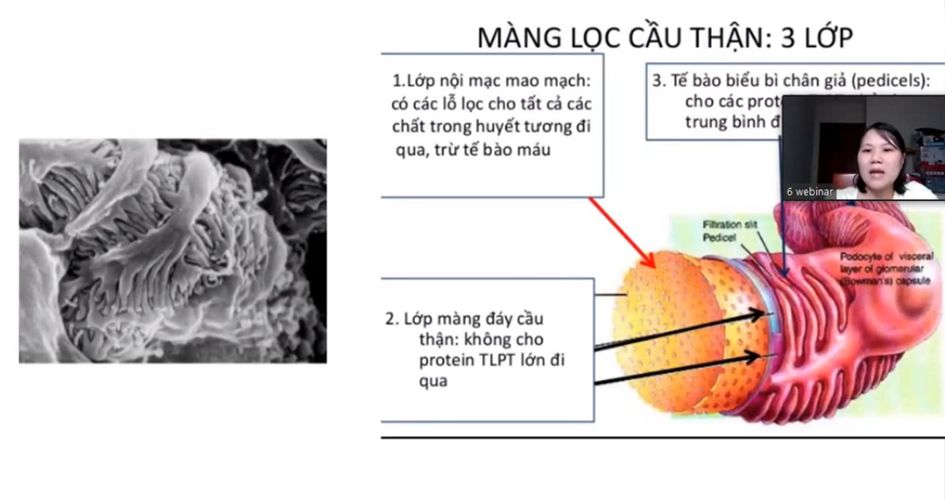 MÀNG LỌC CẦU THẬN: 3 LỚP
1.Lớp nội mạc mao mạch:
có các lỗ lọc cho tất cả các
chất trong huyết tương đi
qua, trừ tế bào máu
3. Tế bào biểu bì chân giả (pedicels):
cho các
trung bình
6 webinar
Filtration slit
Pedicel
Podocyte of visceral
layer of glomerular
(Bowman's) capsule
2. Lớp màng đáy cầu
thận: không cho
protein TLPT lớn đi
qua